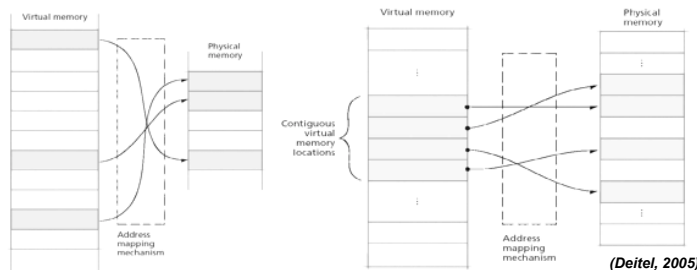 Virtual memory
Physical
memory
Address
mapping
mechanism
Virtual memory
Physical
memory
Contiguous
virtual
memory
locations
Address
mapping
mechanism
(Deitel, 2005)